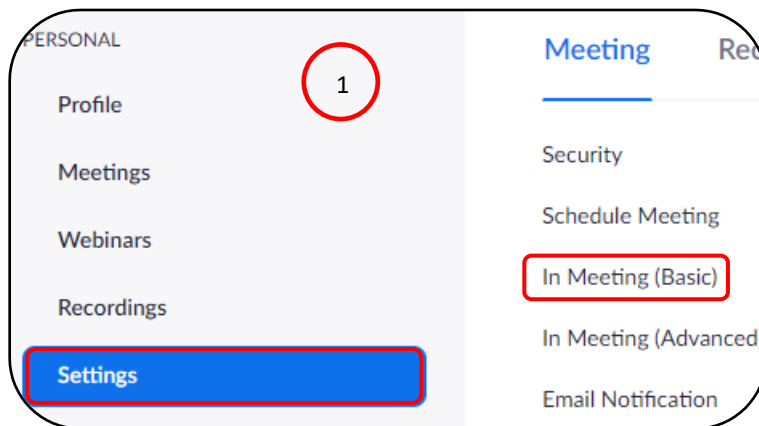 PERSONAL
1
Profile
Meetings
Webinars
Recordings
Settings
Meeting Rec
Security
Schedule Meeting
In Meeting (Basic)
In Meeting (Advanced)
Email Notification